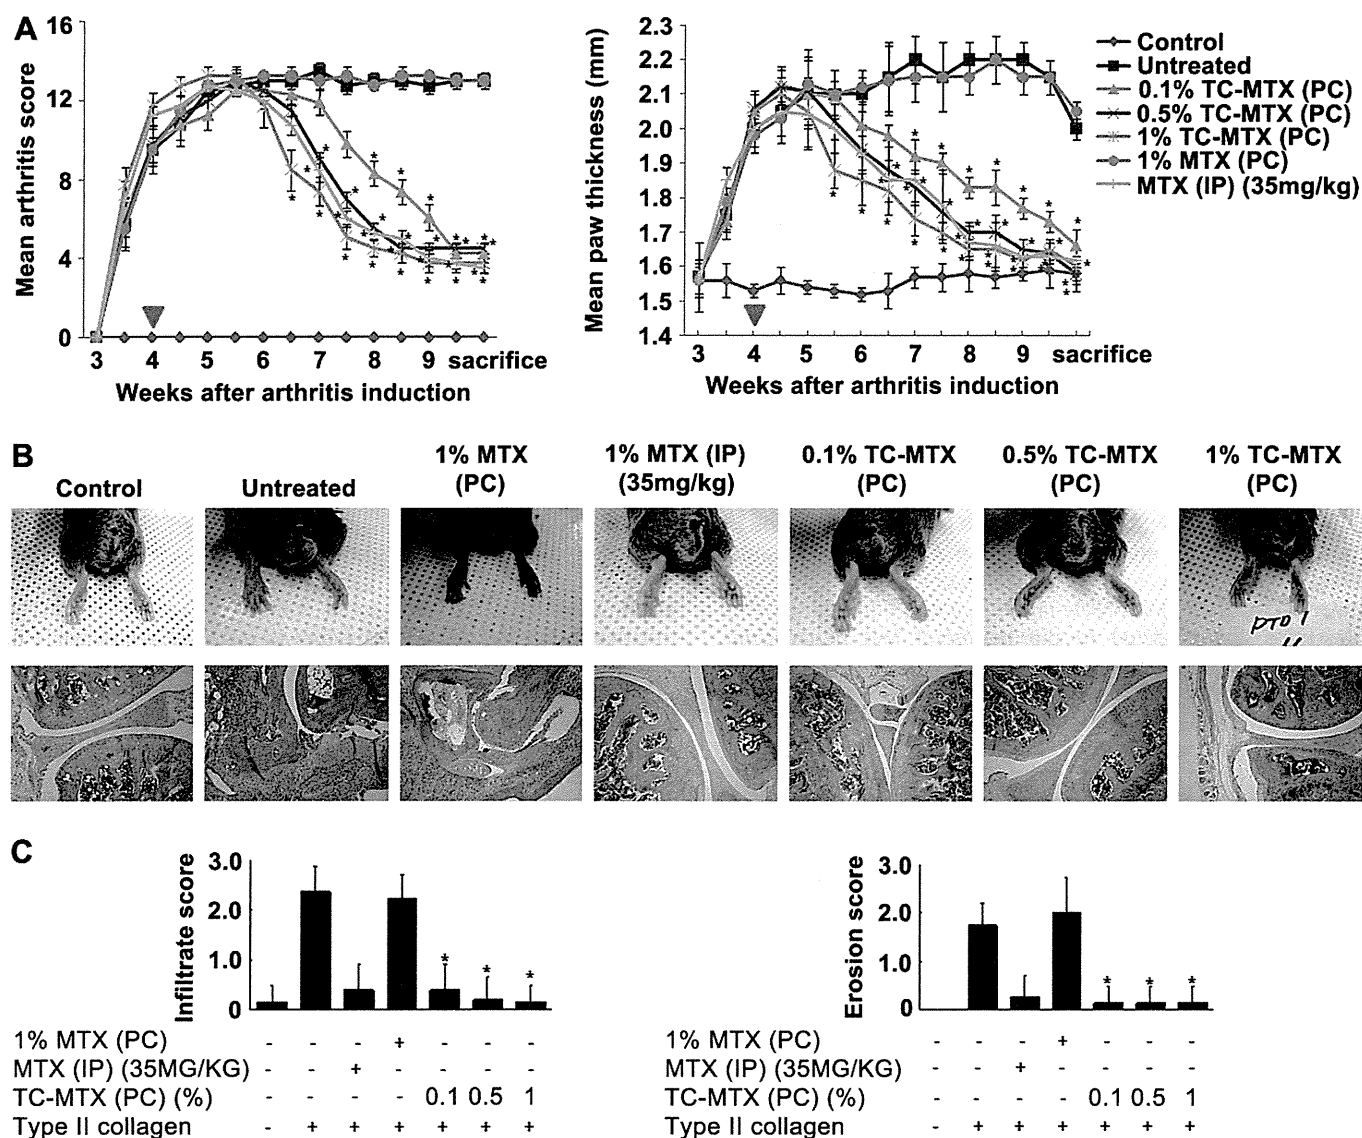 A
Mean arthritis score
16
12
8
4
0
3 4 5 6 7 8 9 sacrifice
Weeks after arthritis induction
Mean paw thickness (mm)
2.3
2.2
2.1
2.0
1.9
1.8
1.7
1.6
1.5
1.4
3 4 5 6 7 8 9 sacrifice
Weeks after arthritis induction
Control
Untreated
0.1% TC-MTX (PC)
0.5% TC-MTX (PC)
1% TC-MTX (PC)
1% MTX (PC)
MTX (IP) (35mg/kg)
B
Control
Untreated
1% MTX
(PC)
1% MTX (IP)
(35mg/kg)
0.1% TC-MTX
(PC)
0.5% TC-MTX
(PC)
1% TC-MTX
(PC)
C
Infiltrate score
3.0
2.0
1.0
0
1% MTX (PC) - - - + - - -
MTX (IP) (35MG/KG) - - + - - - -
TC-MTX (PC) (%) - - - - 0.1 0.5 1
Type II collagen - + + + + + +
Erosion score
3.0
2.0
1.0
0
1% MTX (PC) - - - + - - -
MTX (IP) (35MG/KG) - - + - - - -
TC-MTX (PC) (%) - - - - 0.1 0.5 1
Type II collagen - + + + + + +